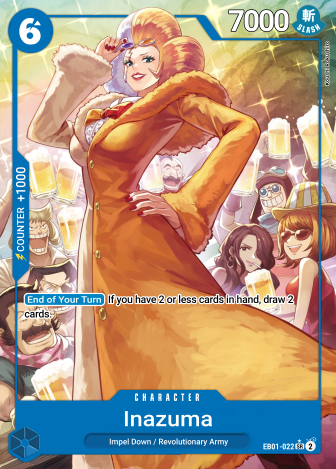 6
7000
斬
SLASH
COUNTER +1000
End of Your Turn If you have 2 or less cards in hand, draw 2
cards.
CHARACTER
Inazuma
Impel Down / Revolutionary Army
EB01-022 SR 2